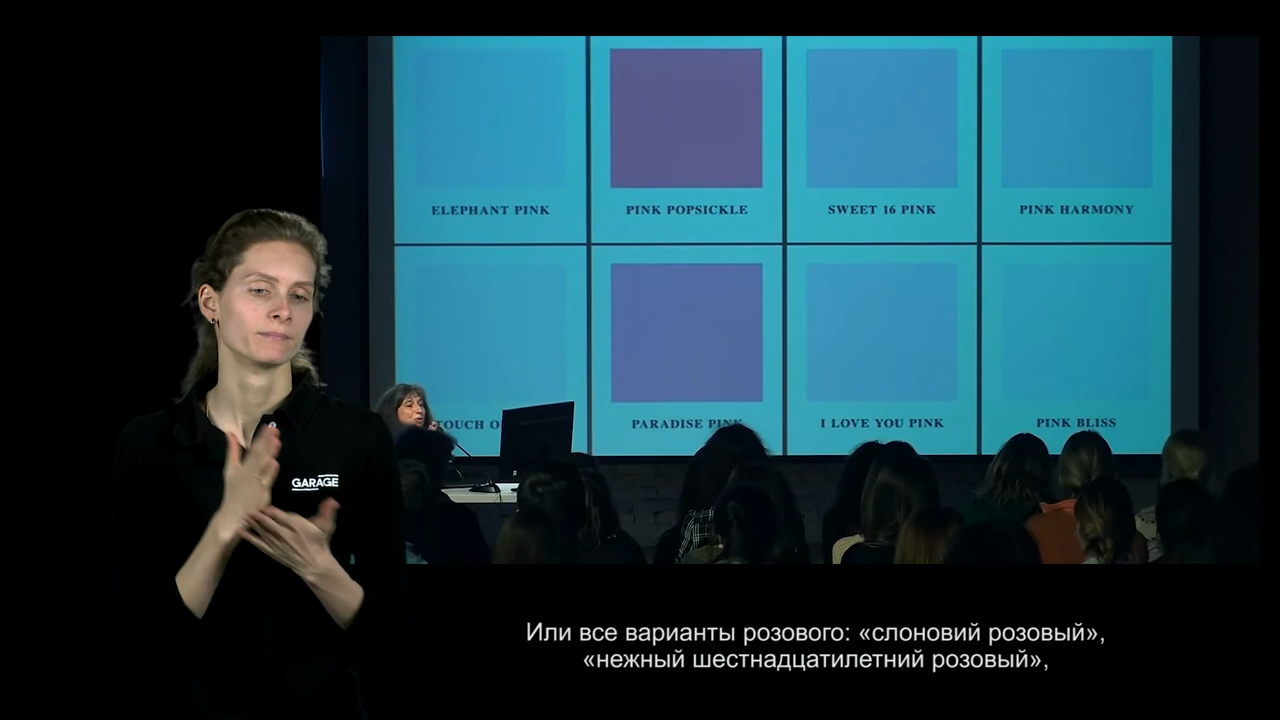 ELEPHANT PINK
PINK POPSICKLE
SWEET 16 PINK
PINK HARMONY
TOUCH
PARADISE PINK
I LOVE YOU PINK
PINK BLISS
GARAGE
Или все варианты розового: «слоновий розовый»,
«нежный шестнадцатилетний розовый»,